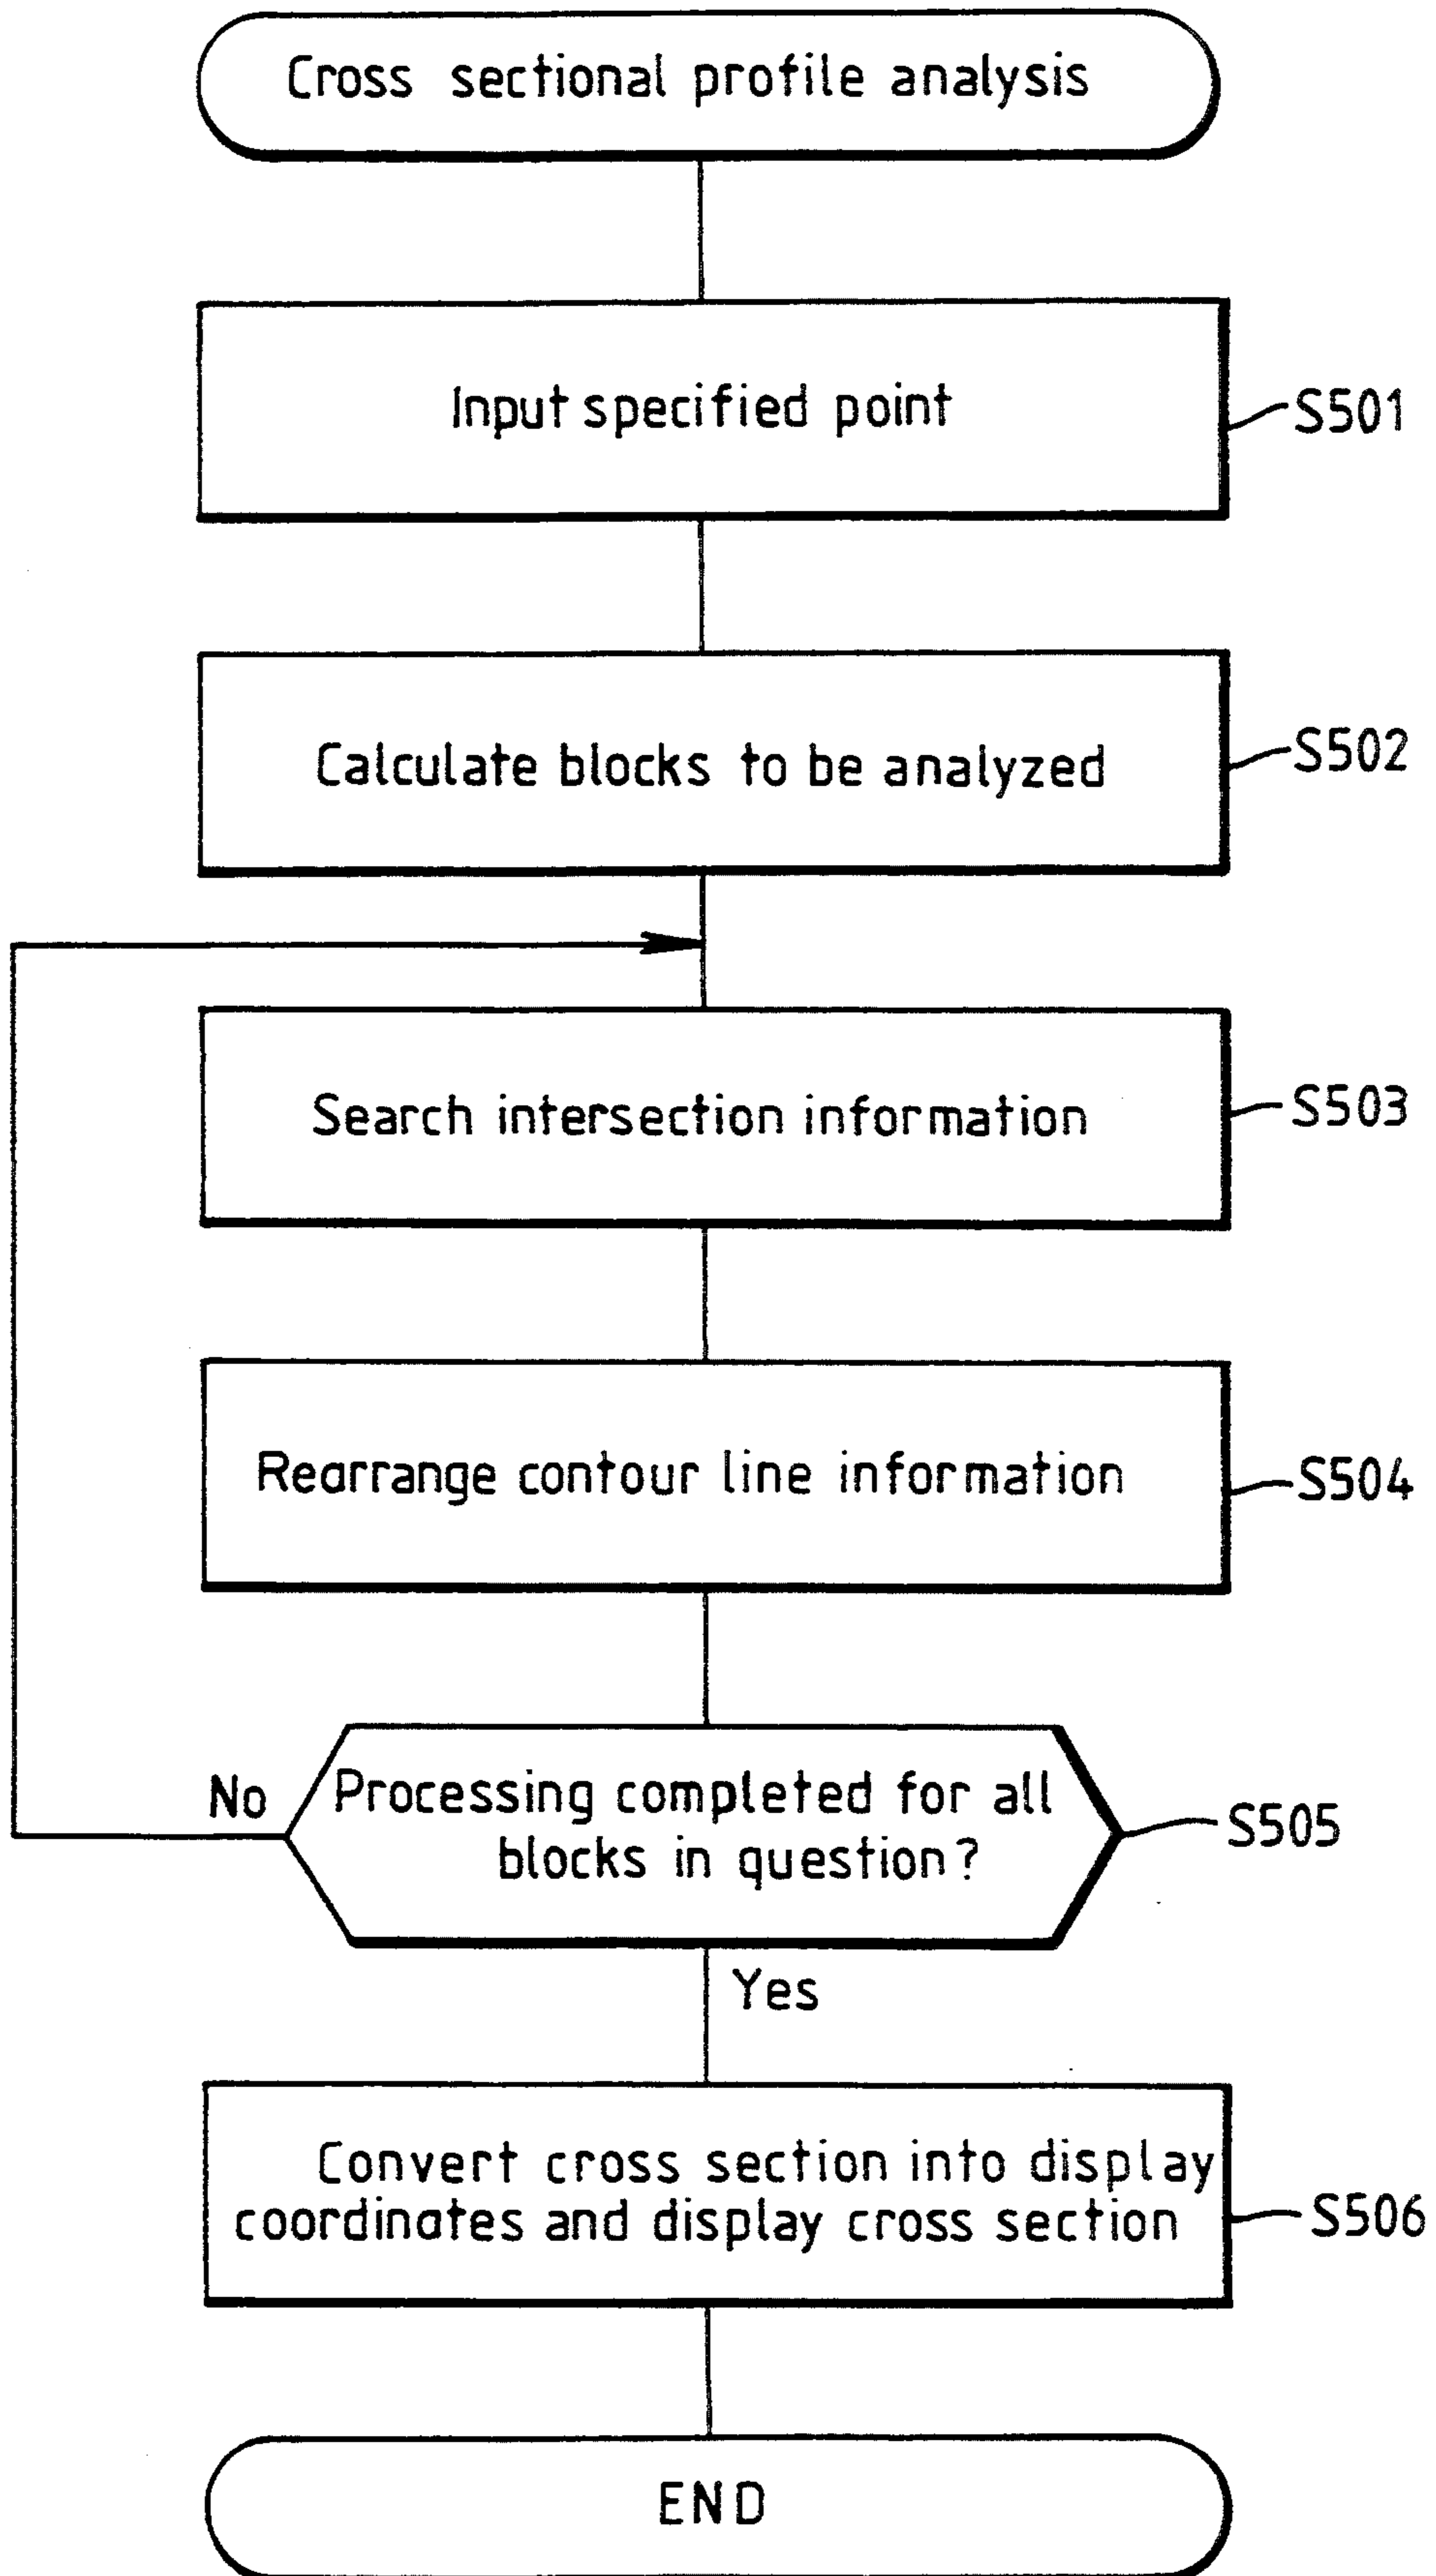 Cross sectional profile analysis
Input specified point
S501
Calculate blocks to be analyzed
S502
Search intersection information
S503
Rearrange contour line information
S504
No
Processing completed for all
blocks in question?
S505
Yes
Convert cross section into display
coordinates and display cross section
S506
END